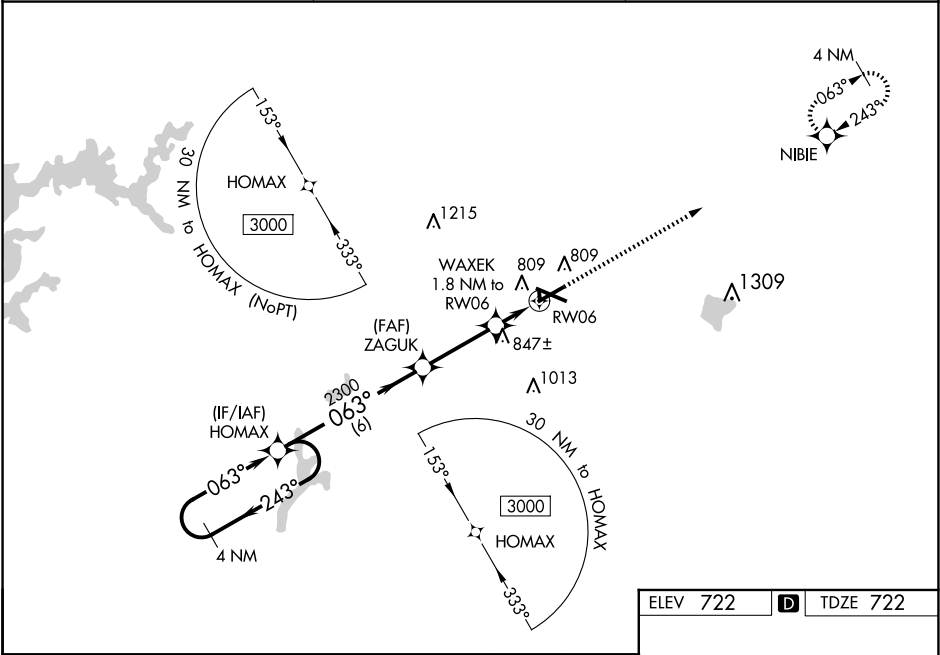 4 NM
063°
243°
NIBIE
153°
HOMAX
3000
333°
30 NM to HOMAX (NoPT)
1215
WAXEK
1.8 NM to
RW06
809
809
RW06
1309
(FAF)
ZAGUK
847±
1013
2300
063°
(6)
(IF/IAF)
HOMAX
063°
243°
4 NM
30 NM to HOMAX
153°
3000
HOMAX
333°
ELEV 722 D TDZE 722